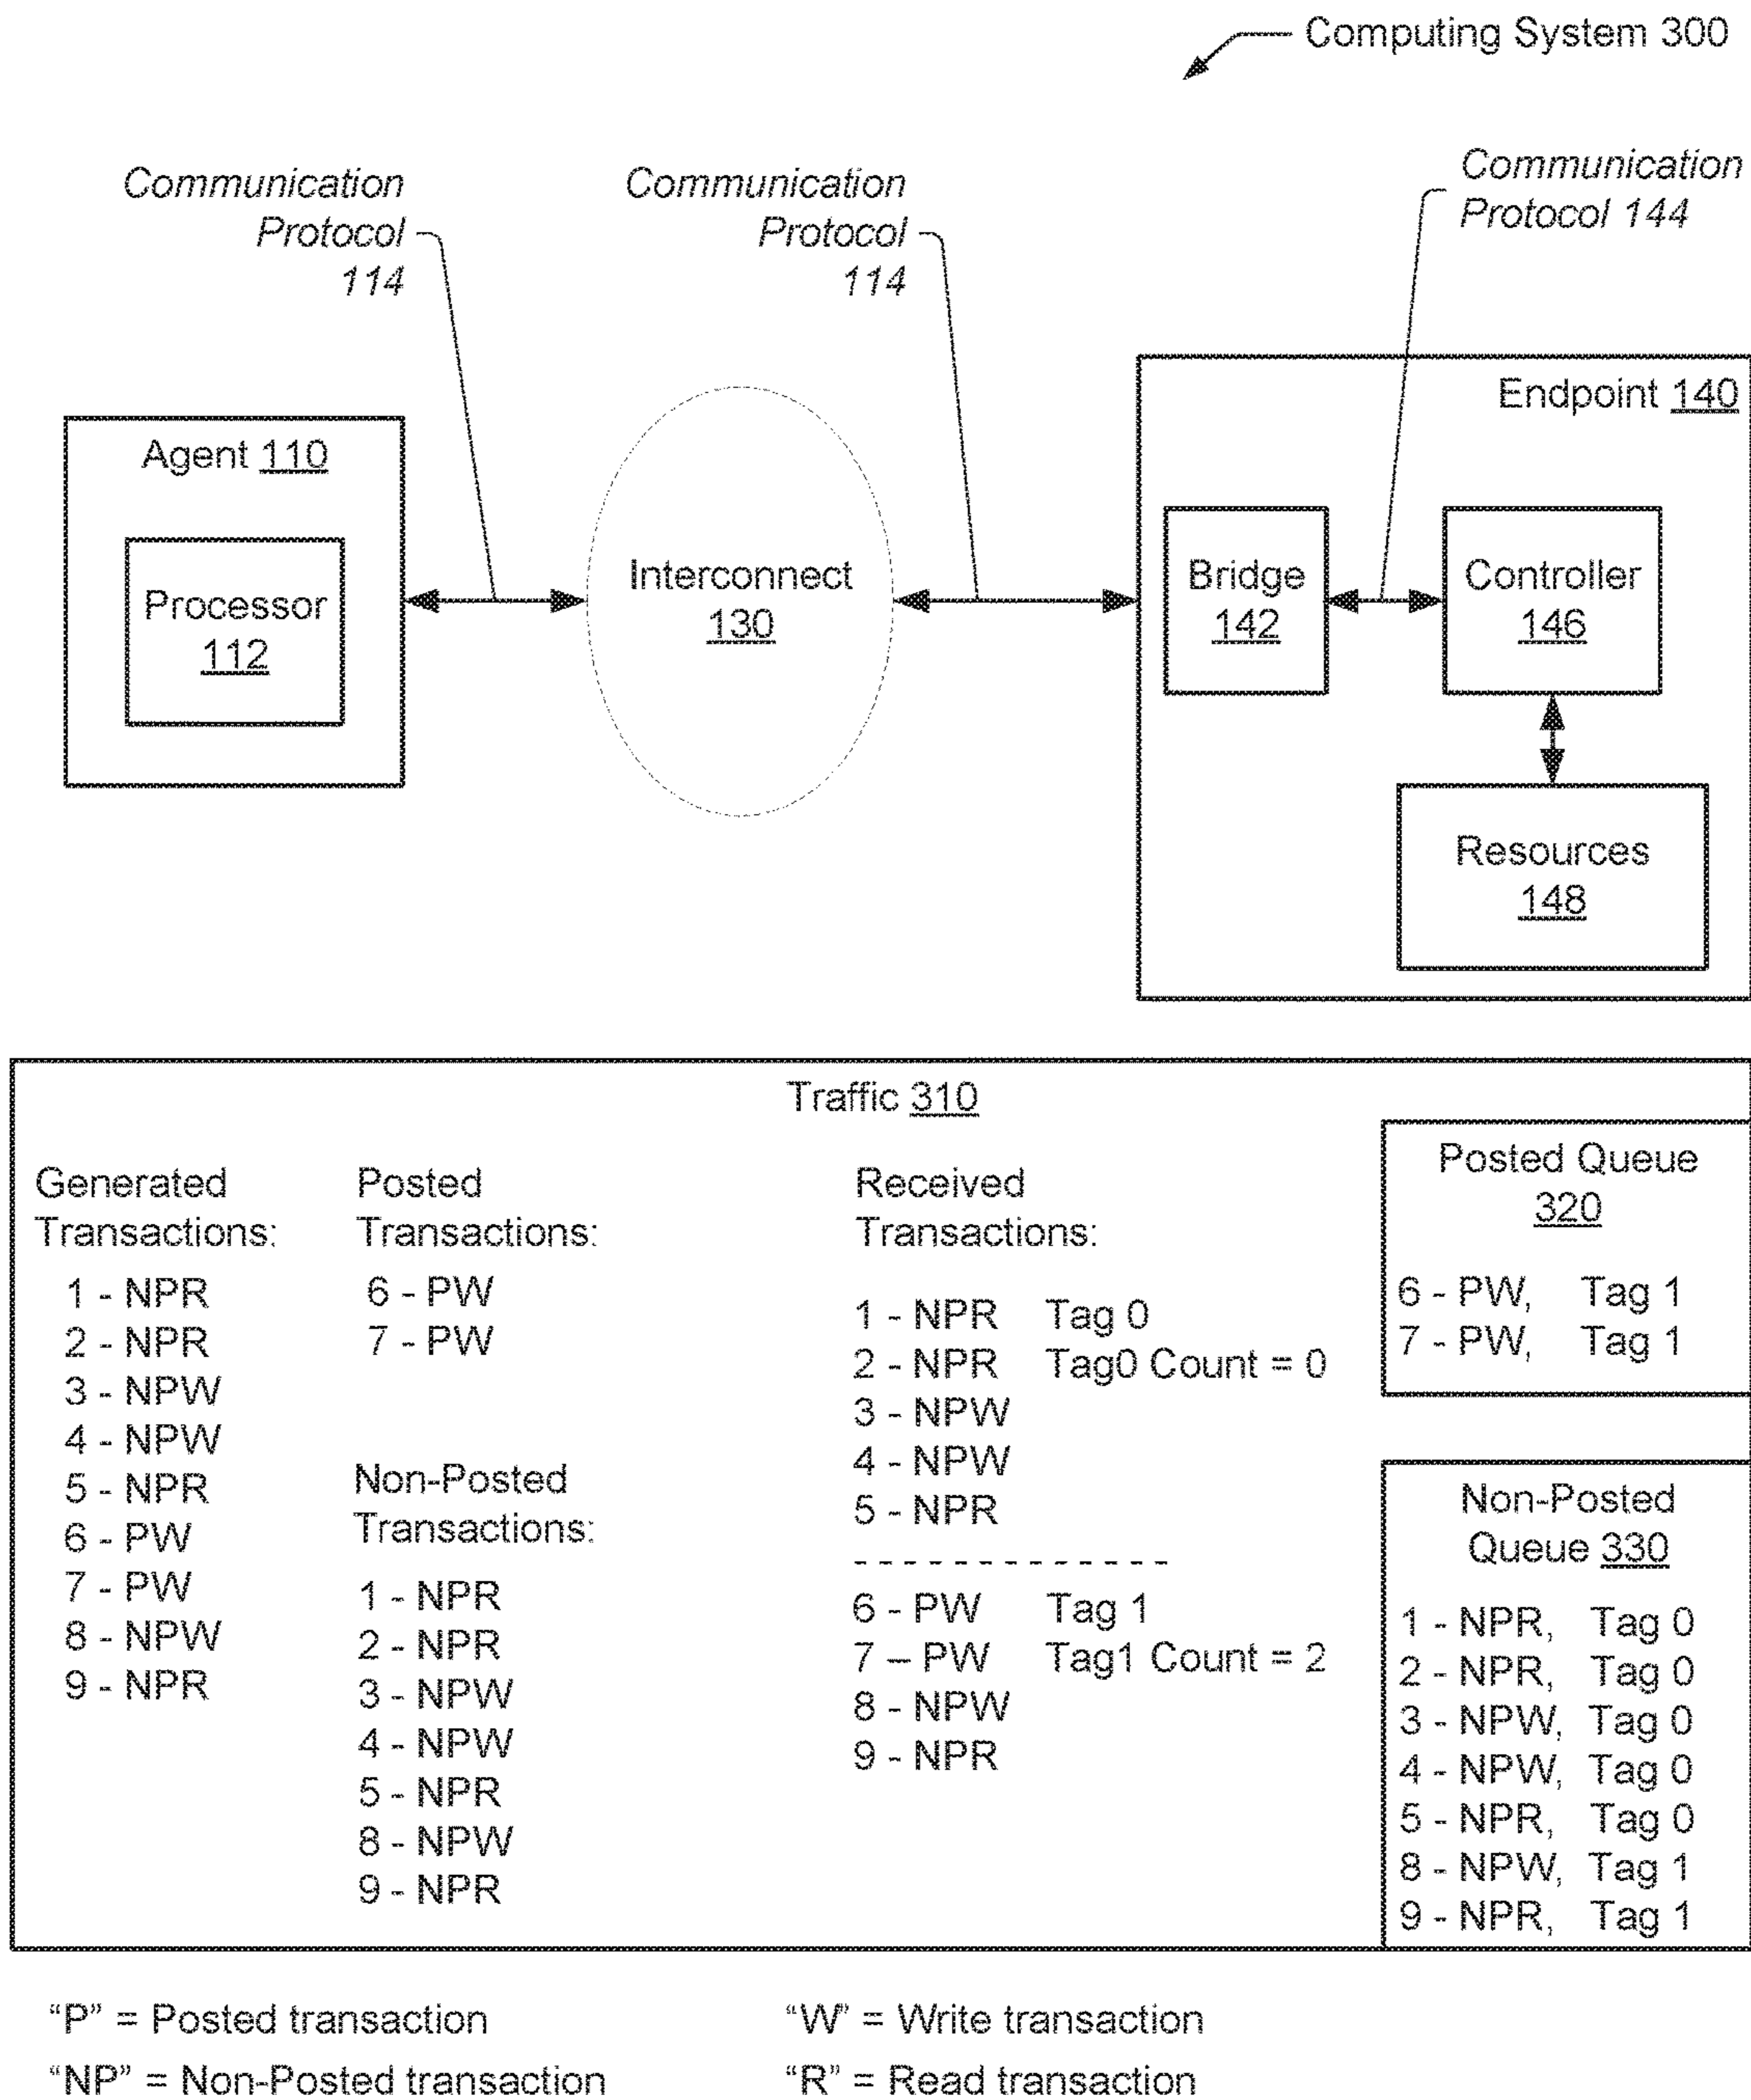 Computing System 300
Communication
Protocol
114
Communication
Protocol
114
Communication
Protocol 144
Agent 110
Processor
112
Interconnect
130
Endpoint 140
Bridge
142
Controller
146
Resources
148
Traffic 310
Generated
Transactions:
1 - NPR
2 - NPR
3 - NPW
4 - NPW
5 - NPR
6 - PW
7 - PW
8 - NPW
9 - NPR
Posted
Transactions:
6 - PW
7 - PW
Non-Posted
Transactions:
1 - NPR
2 - NPR
3 - NPW
4 - NPW
5 - NPR
8 - NPW
9 - NPR
Received
Transactions:
1 - NPR Tag 0
2 - NPR Tag0 Count = 0
3 - NPW
4 - NPW
5 - NPR
6 - PW Tag 1
7 – PW Tag1 Count = 2
8 - NPW
9 - NPR
Posted Queue
320
6 - PW, Tag 1
7 - PW, Tag 1
Non-Posted
Queue 330
1 - NPR, Tag 0
2 - NPR, Tag 0
3 - NPW, Tag 0
4 - NPW, Tag 0
5 - NPR, Tag 0
8 - NPW, Tag 1
9 - NPR, Tag 1
“P” = Posted transaction
“W” = Write transaction
“NP” = Non-Posted transaction
“R” = Read transaction